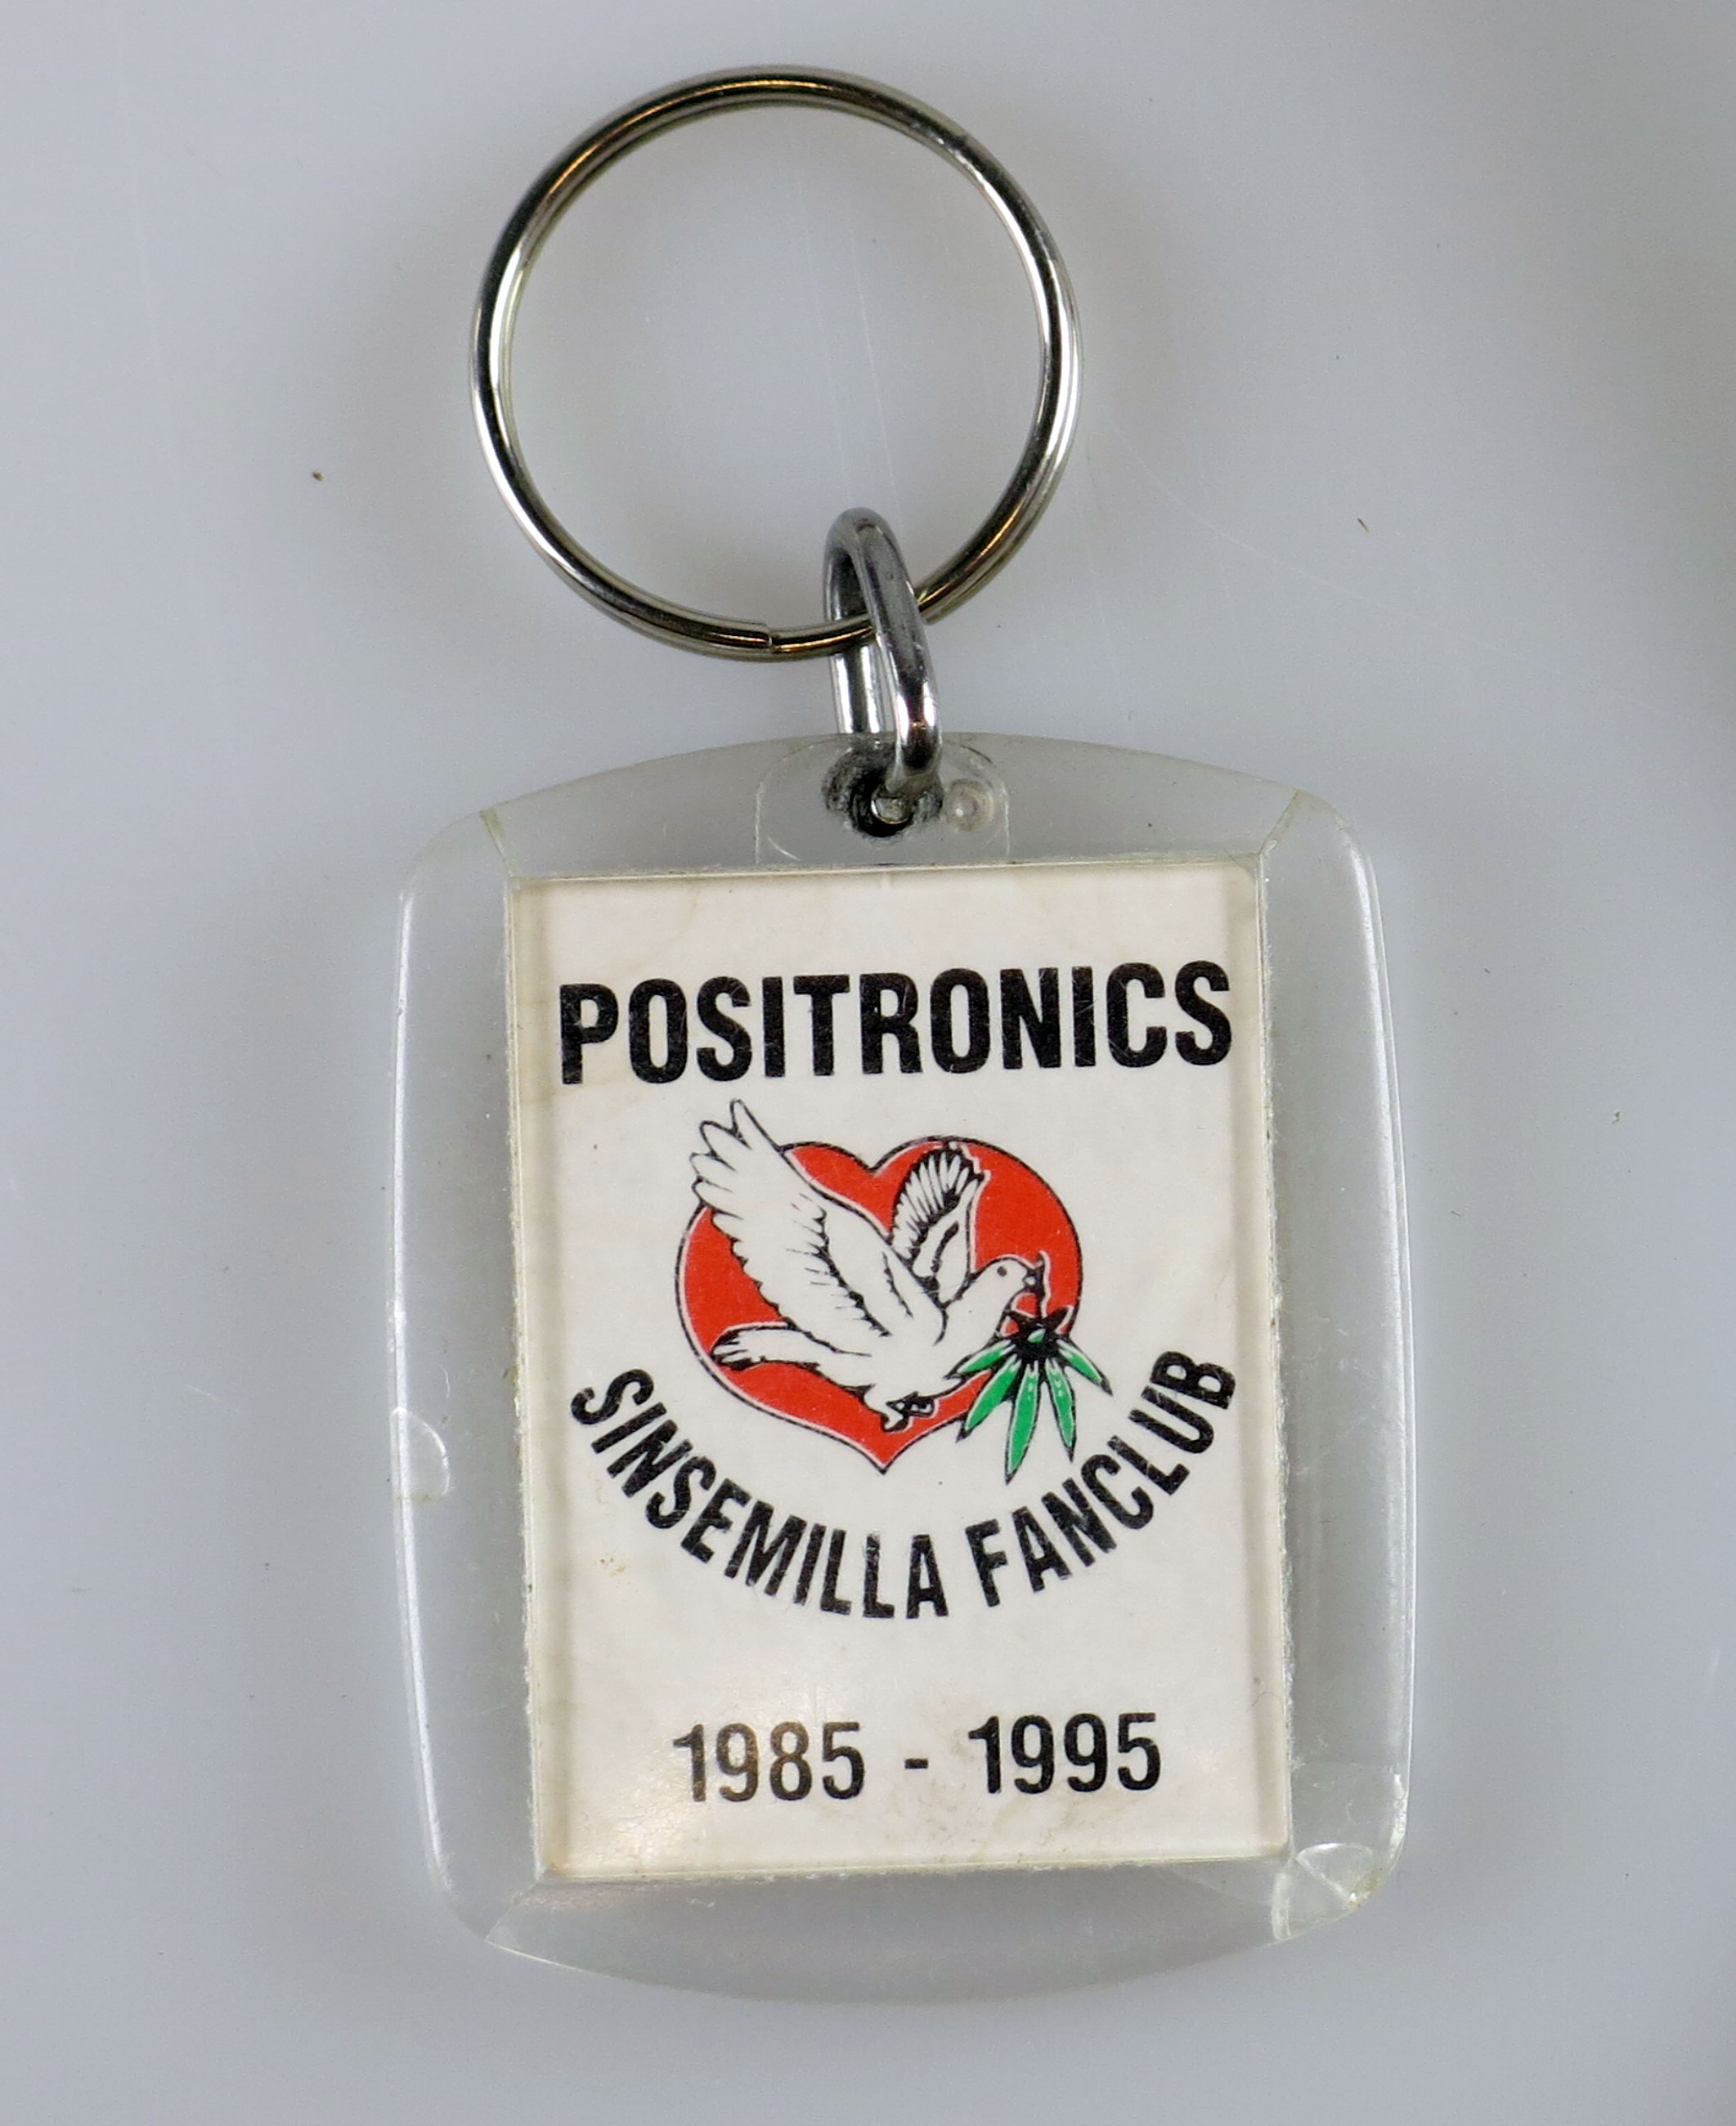 POSITRONICS
SINSEMILLA FANCLUB
1985 - 1995